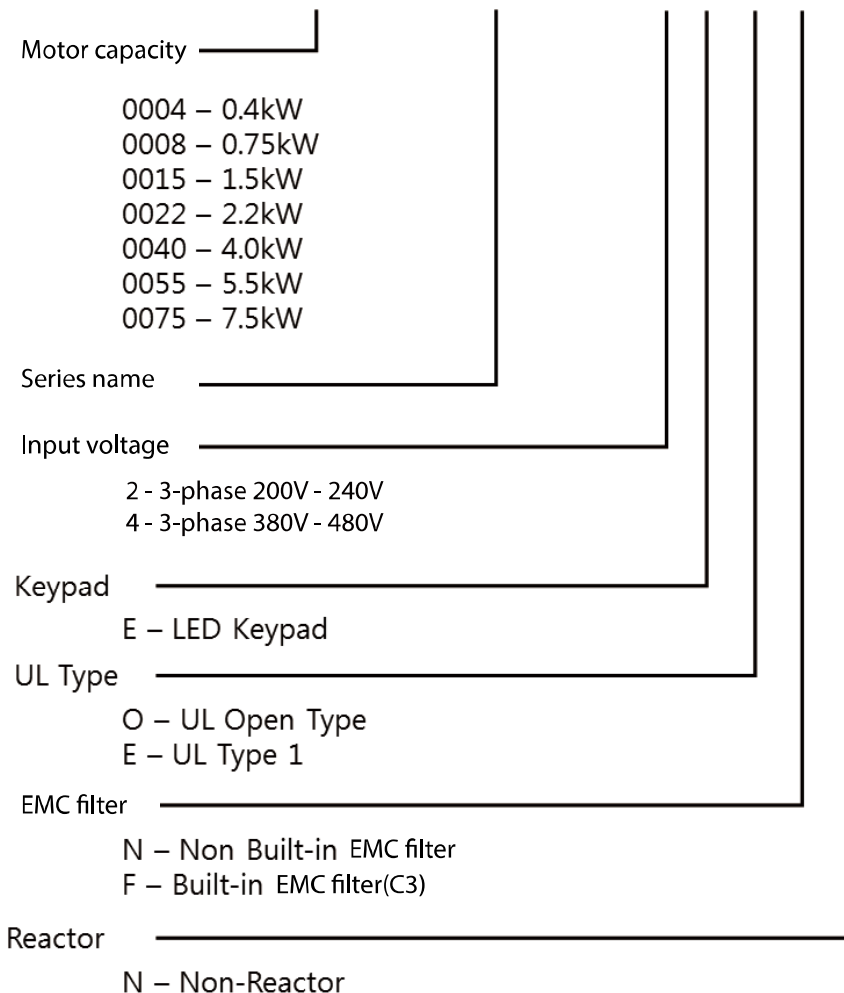 Motor capacity
0004 – 0.4kW
0008 – 0.75kW
0015 – 1.5kW
0022 – 2.2kW
0040 – 4.0kW
0055 – 5.5kW
0075 – 7.5kW
Series name
Input voltage
2 - 3-phase 200V - 240V
4 - 3-phase 380V - 480V
Keypad
E – LED Keypad
UL Type
O – UL Open Type
E – UL Type 1
EMC filter
N – Non Built-in EMC filter
F – Built-in EMC filter(C3)
Reactor
N – Non-Reactor